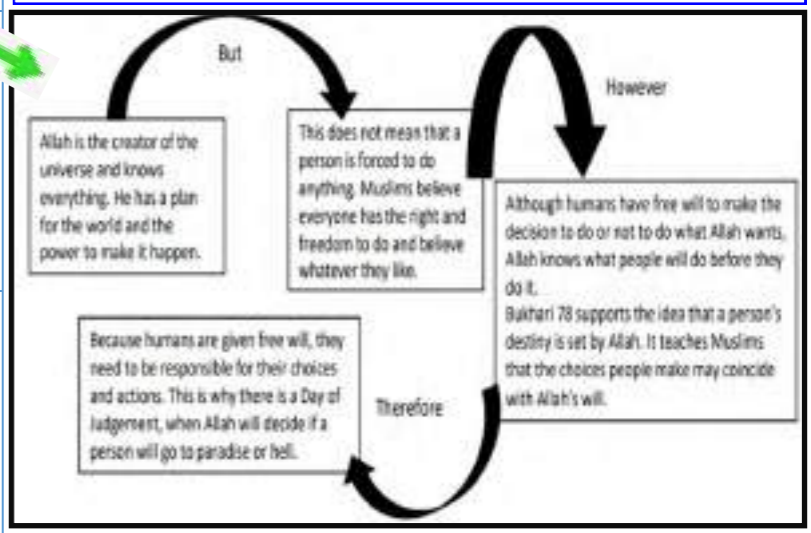 But
Allah is the creator of the
universe and knows
everything. He has a plan
for the world and the
power to make it happen.
This does not mean that a
person is forced to do
anything. Muslims believe
everyone has the right and
freedom to do and believe
whatever they like.
However
Although humans have free will to make the
decision to do or not to do what Allah wants,
Allah knows what people will do before they
do it.
Bukhari 78 supports the idea that a person's
destiny is set by Allah. It teaches Muslims
that the choices people make may coincide
with Allah's will.
Therefore
Because humans are given free will, they
need to be responsible for their choices
and actions. This is why there is a Day of
Judgement, when Allah will decide if a
person will go to paradise or hell.